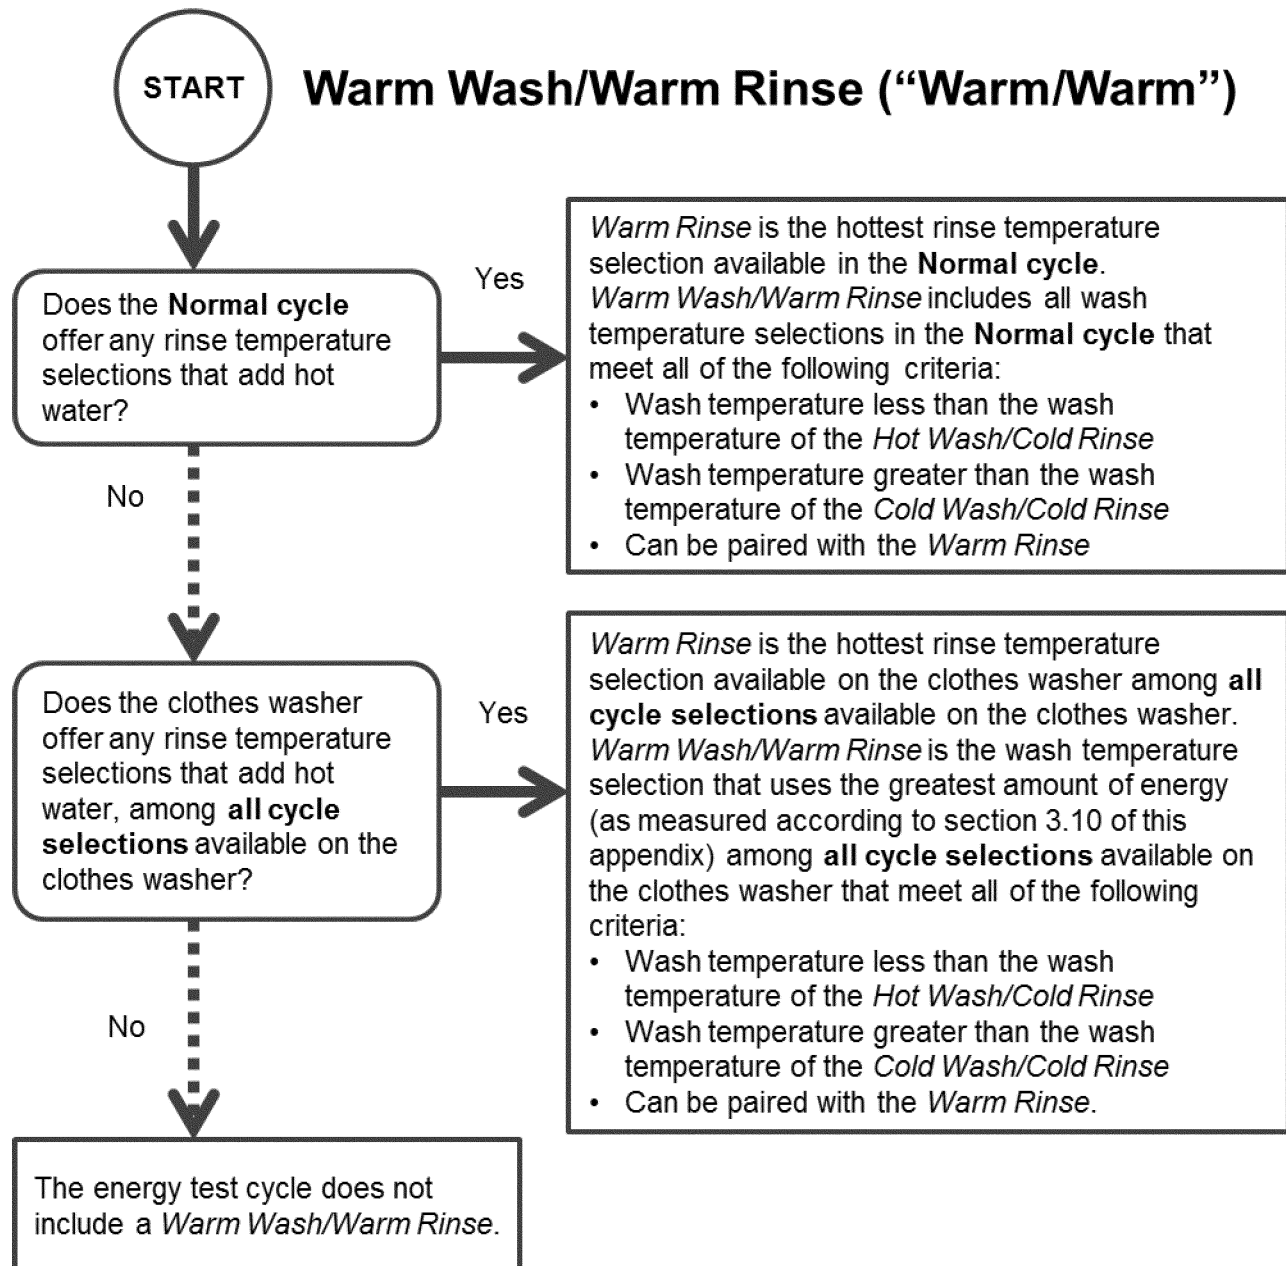 START
Warm Wash/Warm Rinse (“Warm/Warm”)
Does the Normal cycle
offer any rinse temperature
selections that add hot
water?
Yes
Warm Rinse is the hottest rinse temperature
selection available in the Normal cycle.
Warm Wash/Warm Rinse includes all wash
temperature selections in the Normal cycle that
meet all of the following criteria:
• Wash temperature less than the wash
temperature of the Hot Wash/Cold Rinse
• Wash temperature greater than the wash
temperature of the Cold Wash/Cold Rinse
• Can be paired with the Warm Rinse
No
Does the clothes washer
offer any rinse temperature
selections that add hot
water, among all cycle
selections available on the
clothes washer?
Yes
Warm Rinse is the hottest rinse temperature
selection available on the clothes washer among all
cycle selections available on the clothes washer.
Warm Wash/Warm Rinse is the wash temperature
selection that uses the greatest amount of energy
(as measured according to section 3.10 of this
appendix) among all cycle selections available on
the clothes washer that meet all of the following
criteria:
• Wash temperature less than the wash
temperature of the Hot Wash/Cold Rinse
• Wash temperature greater than the wash
temperature of the Cold Wash/Cold Rinse
• Can be paired with the Warm Rinse.
No
The energy test cycle does not
include a Warm Wash/Warm Rinse.